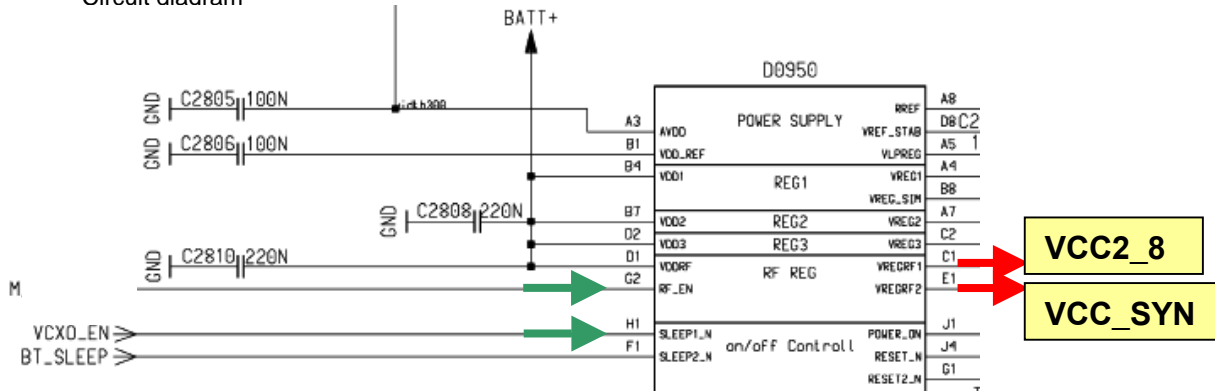 Circuit diagram
BATT+
D0950
GND C2805 100N
GND C2806 100N
GND C2808 220N
GND C2810 220N
M
VCXO_EN
BT_SLEEP
A3 AVDD
B1 VDD_REF
B4 VDD1
B7 VDD2
D2 VDD3
D1 VDDRF
G2 RF_EN
H1 SLEEP1_N
F1 SLEEP2_N
POWER SUPPLY
REG1
REG2
REG3
RF REG
on/off Controll
RREF A8
VREF_STAB D8 C2
VLPREG A5 1
VREG1 A4
VREG_SIM B8
VREG2 A7
VREG3 C2
VREGRF1 C1
VREGRF2 E1
POWER_ON J1
RESET_N J4
RESET2_N G1
VCC2_8
VCC_SYN